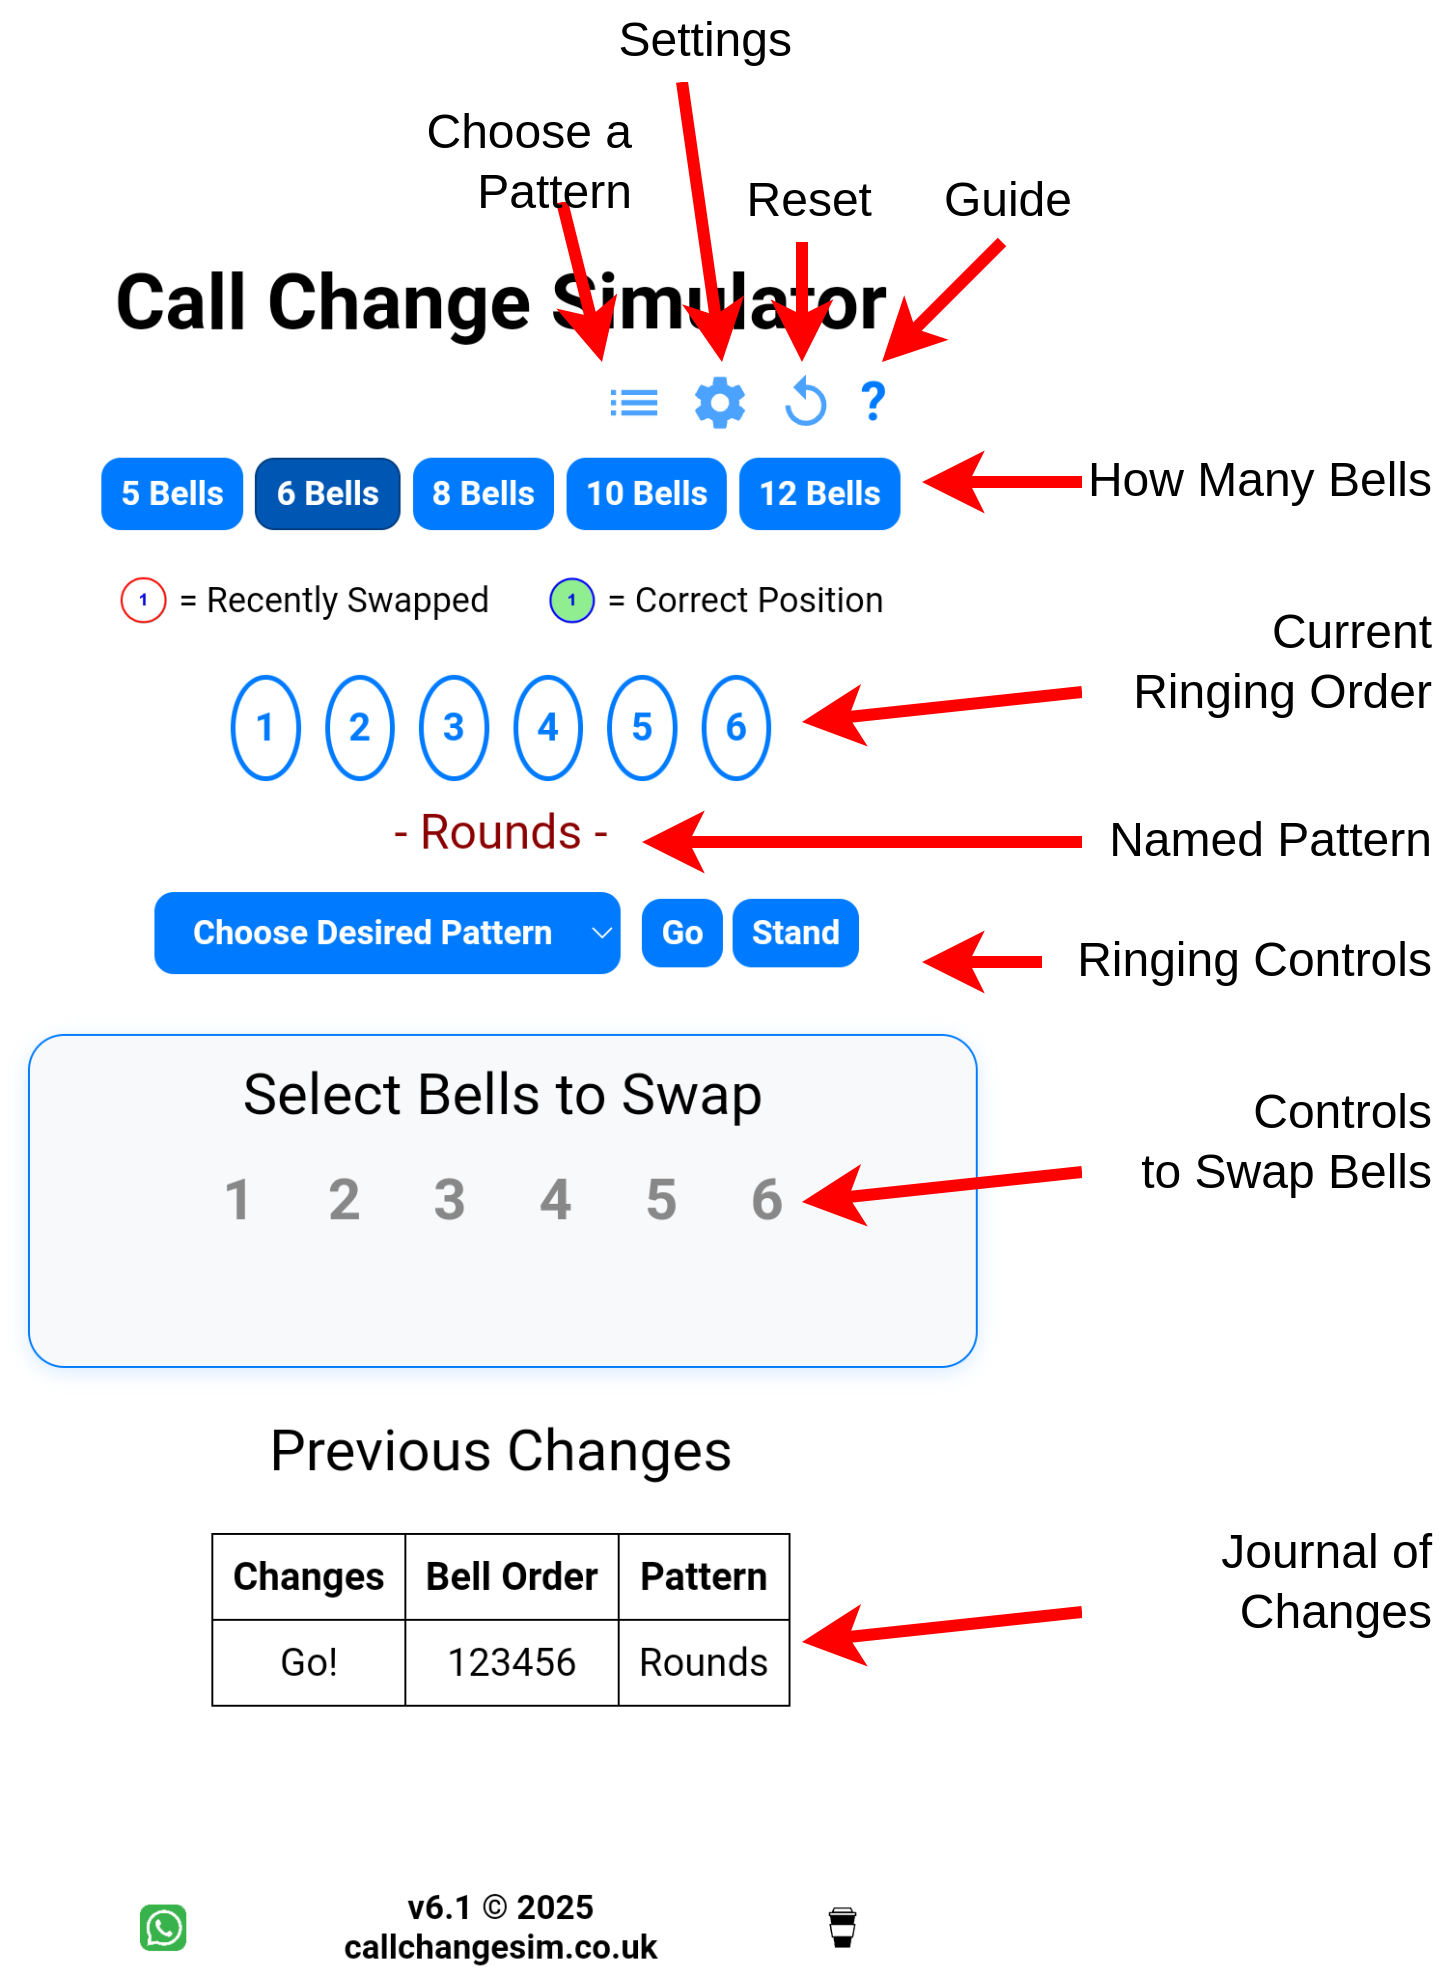 Settings
Choose a
Pattern
Reset
Guide
Call Change Simulator
?
5 Bells
6 Bells
8 Bells
10 Bells
12 Bells
How Many Bells
1 = Recently Swapped
1 = Correct Position
Current
Ringing Order
1 2 3 4 5 6
- Rounds -
Named Pattern
Choose Desired Pattern
Go
Stand
Ringing Controls
Select Bells to Swap
Controls
to Swap Bells
1 2 3 4 5 6
Previous Changes
Changes Bell Order Pattern
Go! 123456 Rounds
Journal of
Changes
v6.1 © 2025
callchangesim.co.uk